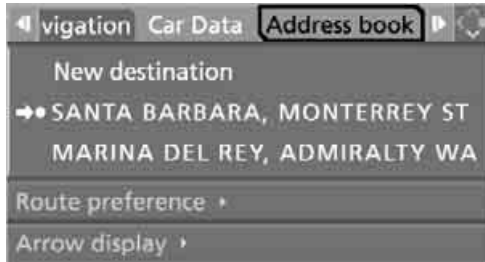 vigation Car Data Address book
New destination
SANTA BARBARA, MONTERREY ST
MARINA DEL REY, ADMIRALTY WA
Route preference
Arrow display